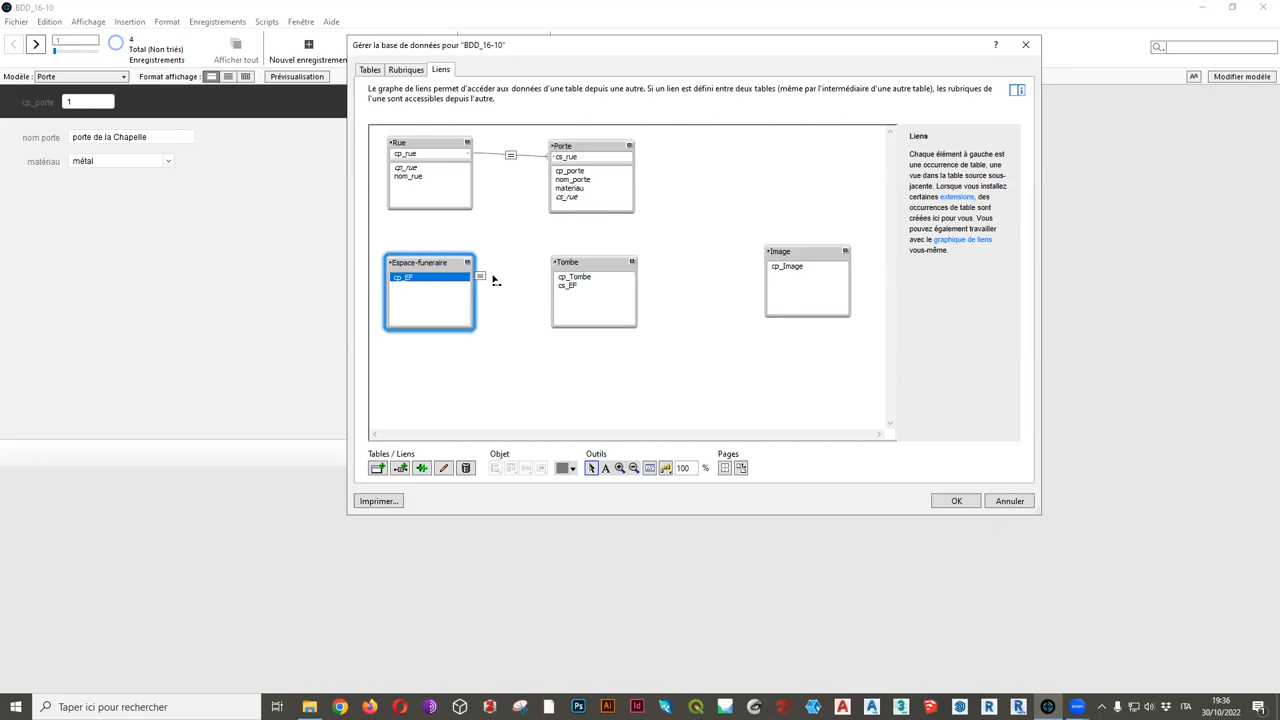 BDD_16-10
Fichier Edition Affichage Insertion Format Enregistrements Scripts Fenêtre Aide
1
4
Total (Non triés)
Enregistrements
Afficher tout
Nouvel enregistremen
Modèle : Porte
Format affichage :
Prévisualisation
Modifier modèle
cp_porte 1
nom porte porte de la Chapelle
matériau métal
Gérer la base de données pour "BDD_16-10"
Tables Rubriques Liens
Le graphe de liens permet d'accéder aux données d'une table depuis une autre. Si un lien est défini entre deux tables (même par l'intermédiaire d'une autre table), les rubriques de
l'une sont accessibles depuis l'autre.
Rue
cp_rue
cp_rue
nom_rue
=
Porte
cs_rue
cp_porte
nom_porte
materiau
cs_rue
Espace-funeraire
cp_EF
=
Tombe
cp_Tombe
cs_EF
Image
cp_Image
Liens
Chaque élément à gauche est
une occurrence de table, une
vue dans la table source sous-
jacente. Lorsque vous installez
certaines extensions, des
occurrences de table sont
créées ici pour vous. Vous
pouvez également travailler
avec le graphique de liens
vous-même.
Tables / Liens
Objet
Outils
Pages
100 %
Imprimer...
OK
Annuler
Taper ici pour rechercher
ITA
19:36
30/10/2022